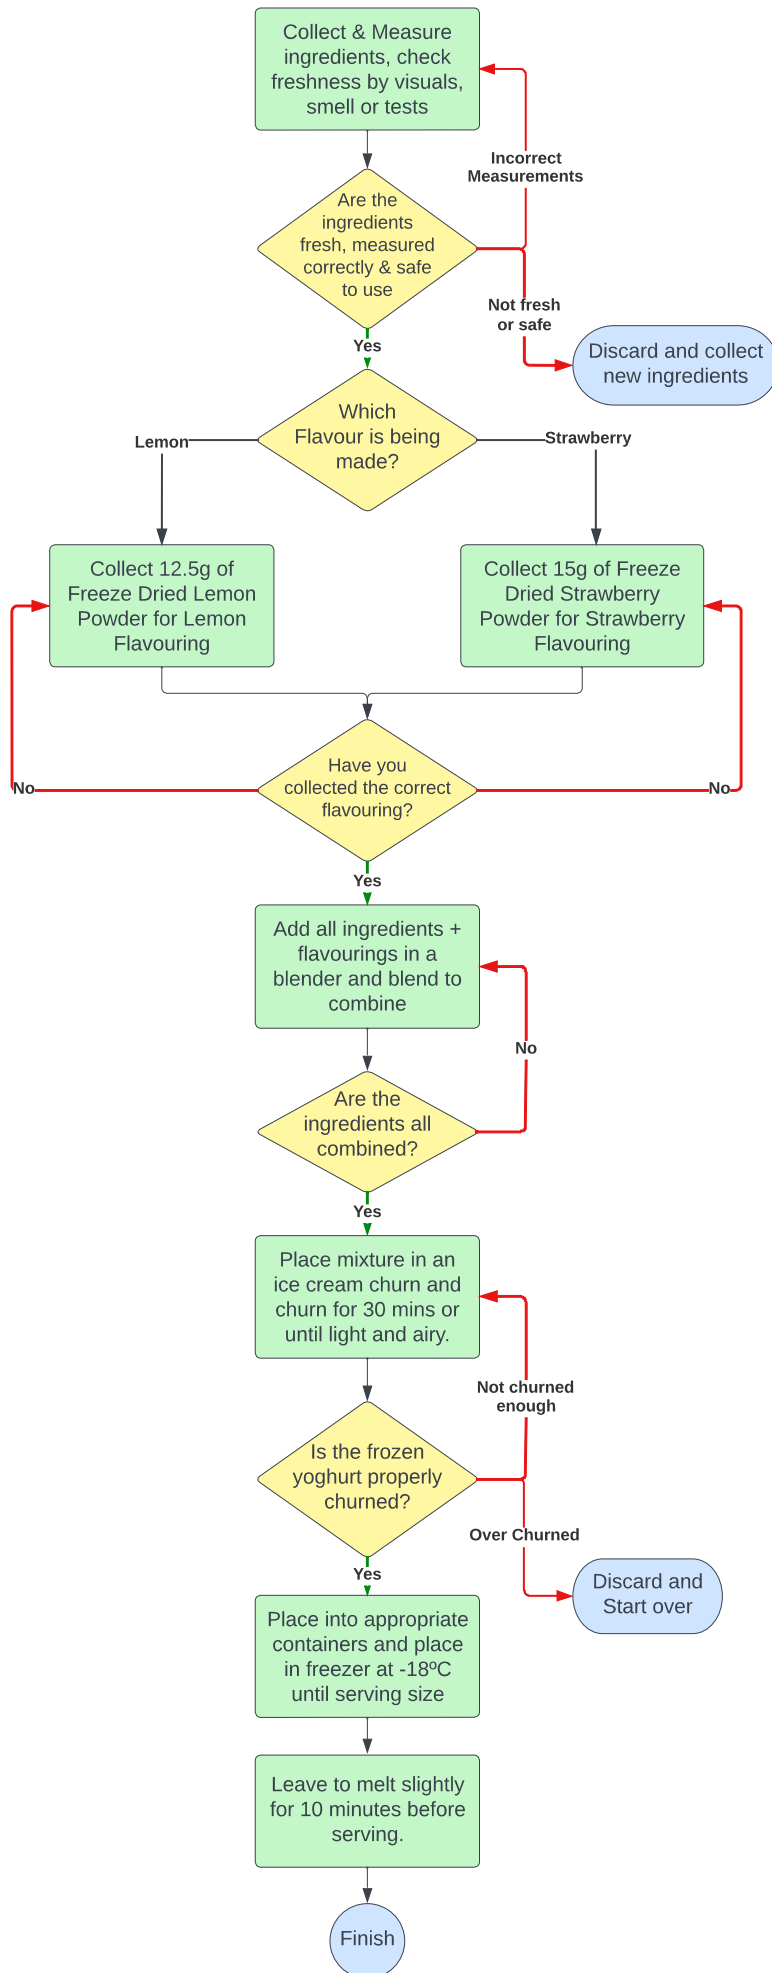 Collect & Measure
ingredients, check
freshness by visuals,
smell or tests
Incorrect
Measurements
Are the
ingredients
fresh, measured
correctly & safe
to use
Not fresh
or safe
Discard and collect
new ingredients
Yes
Which
Flavour is being
made?
Lemon
Strawberry
Collect 12.5g of
Freeze Dried Lemon
Powder for Lemon
Flavouring
Collect 15g of Freeze
Dried Strawberry
Powder for Strawberry
Flavouring
Have you
collected the correct
flavouring?
No
No
Yes
Add all ingredients +
flavourings in a
blender and blend to
combine
No
Are the
ingredients all
combined?
Yes
Place mixture in an
ice cream churn and
churn for 30 mins or
until light and airy.
Not churned
enough
Is the frozen
yoghurt properly
churned?
Over Churned
Yes
Discard and
Start over
Place into appropriate
containers and place
in freezer at -18ºC
until serving size
Leave to melt slightly
for 10 minutes before
serving.
Finish